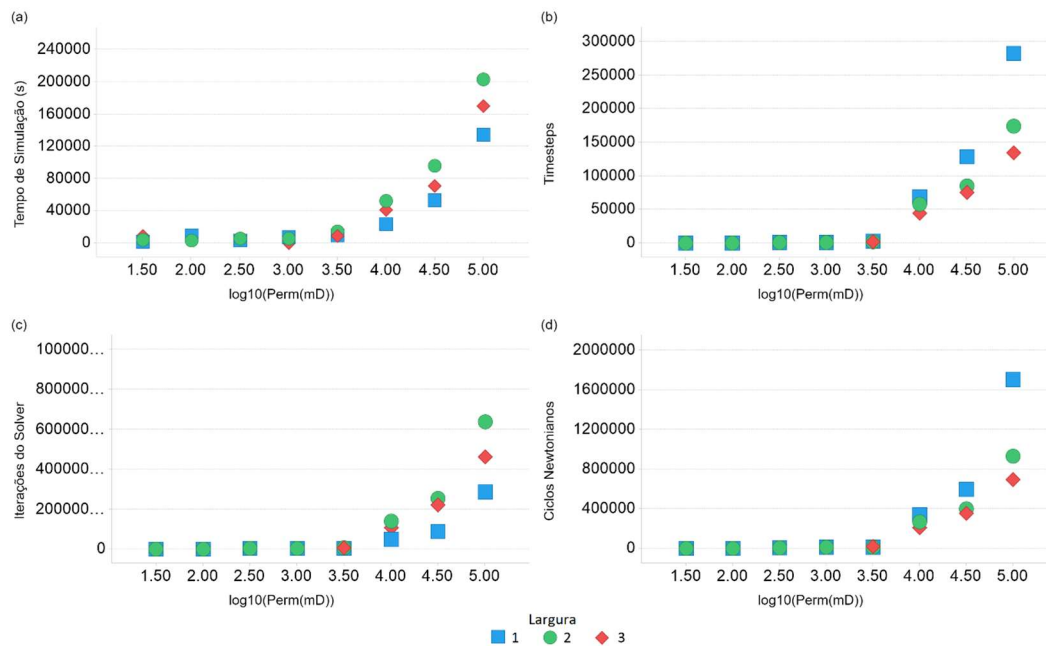 (a)
Tempo de Simulação (s)
240000
200000
160000
120000
80000
40000
0
1.50 2.00 2.50 3.00 3.50 4.00 4.50 5.00
log10(Perm(mD))
(b)
Timesteps
300000
250000
200000
150000
100000
50000
0
1.50 2.00 2.50 3.00 3.50 4.00 4.50 5.00
log10(Perm(mD))
(c)
Iterações do Solver
100000...
800000...
600000...
400000...
200000...
0
1.50 2.00 2.50 3.00 3.50 4.00 4.50 5.00
log10(Perm(mD))
(d)
Ciclos Newtonianos
2000000
1600000
1200000
800000
400000
0
1.50 2.00 2.50 3.00 3.50 4.00 4.50 5.00
log10(Perm(mD))
Largura
1 2 3